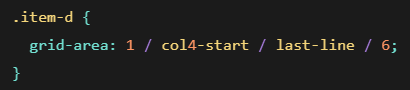 .item-d {
  grid-area: 1 / col4-start / last-line / 6;
}